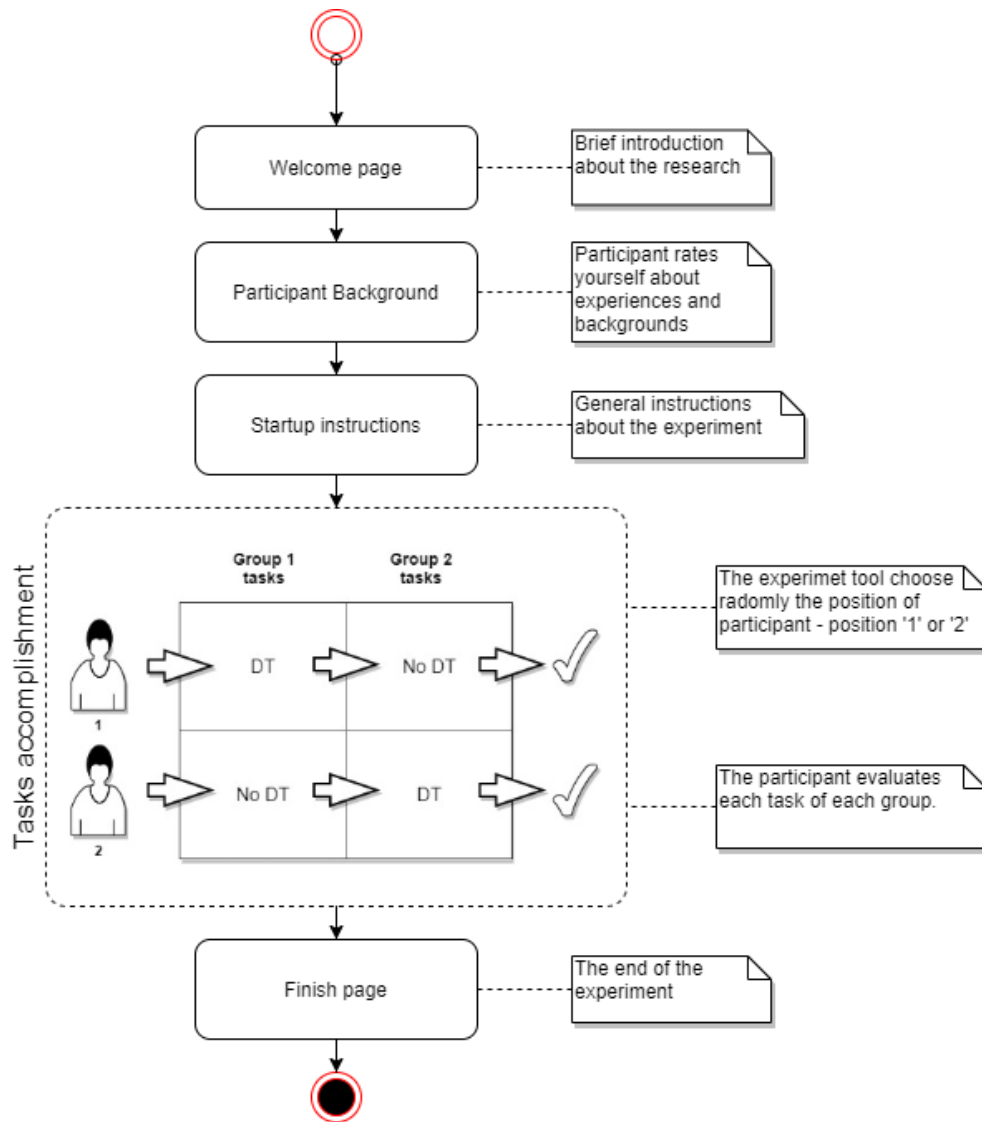 Welcome page
Brief introduction
about the research
Participant Background
Participant rates
yourself about
experiences and
backgrounds
Startup instructions
General instructions
about the experiment
Tasks accomplishment
Group 1
tasks
Group 2
tasks
DT
No DT
1
No DT
DT
2
The experimet tool choose
radomly the position of
participant - position '1' or '2'
The participant evaluates
each task of each group.
Finish page
The end of the
experiment